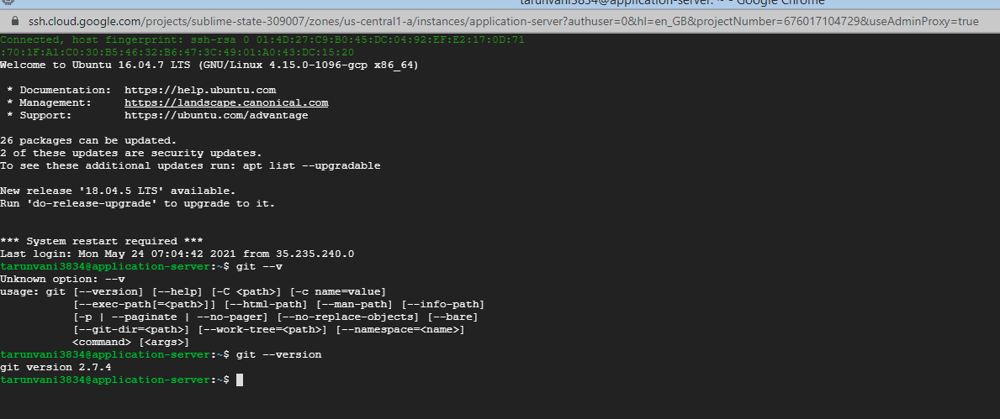 tarunvani3834@application-server: ~ - Google Chrome
ssh.cloud.google.com/projects/sublime-state-309007/zones/us-central1-a/instances/application-server?authuser=0&hl=en_GB&projectNumber=676017104729&useAdminProxy=true
Connected, host fingerprint: ssh-rsa 0 01:4D:27:C9:B0:45:DC:04:92:EF:E2:17:0D:71
:70:1F:A1:C0:30:B5:46:32:B6:47:3C:49:01:A0:43:DC:15:20
Welcome to Ubuntu 16.04.7 LTS (GNU/Linux 4.15.0-1096-gcp x86_64)
* Documentation: https://help.ubuntu.com
* Management: https://landscape.canonical.com
* Support: https://ubuntu.com/advantage
26 packages can be updated.
2 of these updates are security updates.
To see these additional updates run: apt list --upgradable
New release '18.04.5 LTS' available.
Run 'do-release-upgrade' to upgrade to it.
*** System restart required ***
Last login: Mon May 24 07:04:42 2021 from 35.235.240.0
tarunvani3834@application-server:~$ git --v
Unknown option: --v
usage: git [--version] [--help] [-C <path>] [-c name=value]
[--exec-path[=<path>]] [--html-path] [--man-path] [--info-path]
[-p | --paginate | --no-pager] [--no-replace-objects] [--bare]
[--git-dir=<path>] [--work-tree=<path>] [--namespace=<name>]
<command> [<args>]
tarunvani3834@application-server:~$ git --version
git version 2.7.4
tarunvani3834@application-server:~$